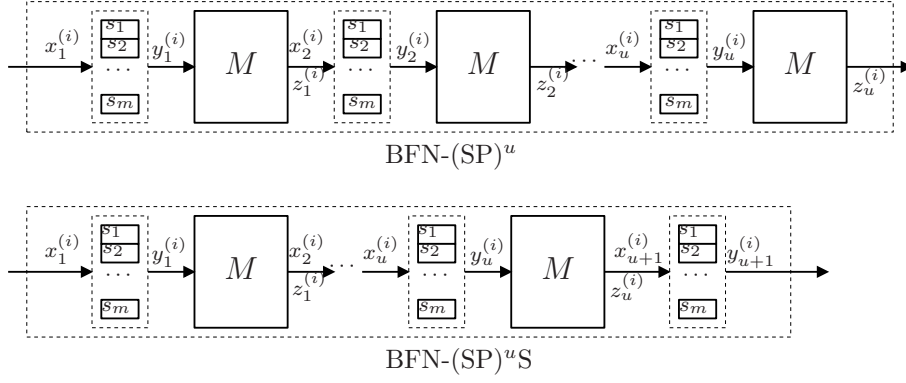 x_1^{(i)} s_1 s_2 ... s_m y_1^{(i)} M x_2^{(i)} z_1^{(i)} s_1 s_2 ... s_m y_2^{(i)} M z_2^{(i)} ... x_u^{(i)} s_1 s_2 ... s_m y_u^{(i)} M z_u^{(i)}
BFN-(SP)^u
x_1^{(i)} s_1 s_2 ... s_m y_1^{(i)} M x_2^{(i)} z_1^{(i)} ... x_u^{(i)} s_1 s_2 ... s_m y_u^{(i)} M x_{u+1}^{(i)} z_u^{(i)} s_1 s_2 ... s_m y_{u+1}^{(i)}
BFN-(SP)^uS